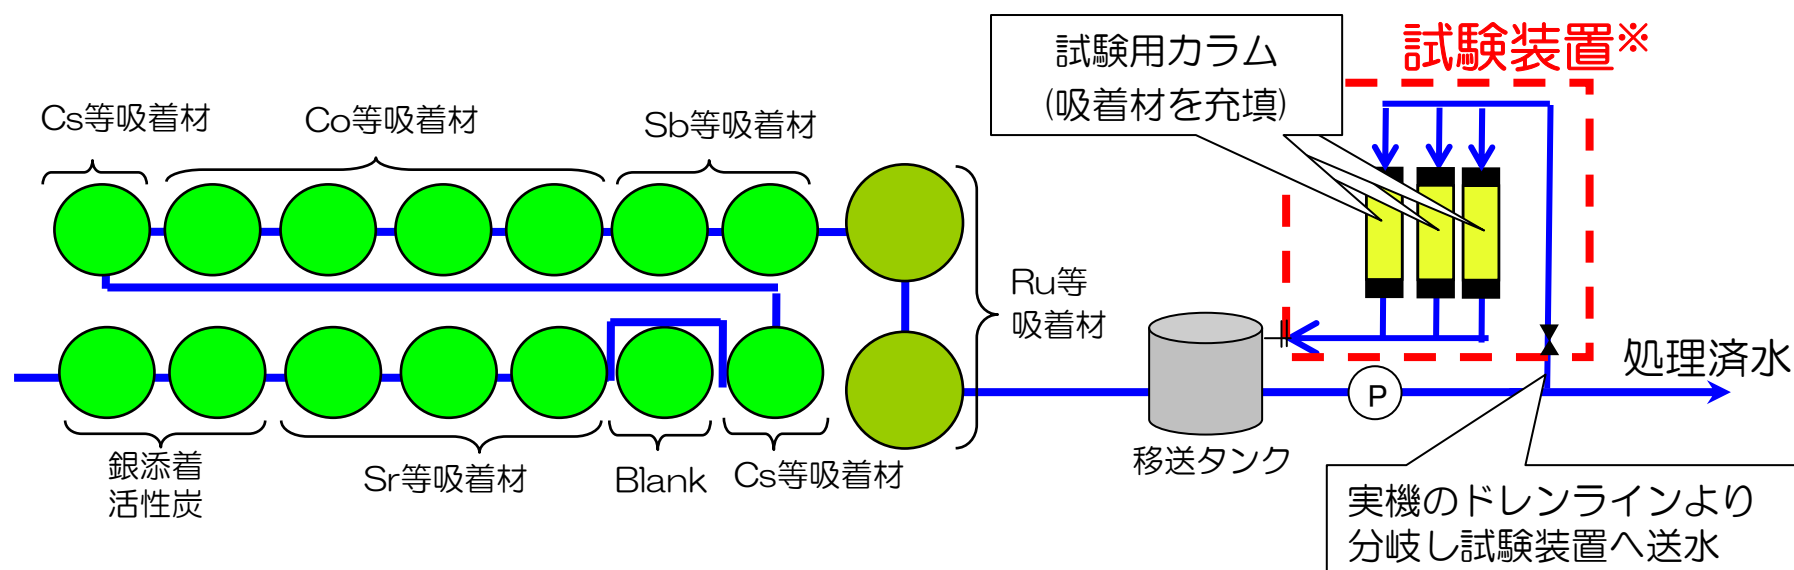 試験装置※
試験用カラム
(吸着材を充填)
Cs等吸着材
Co等吸着材
Sb等吸着材
Ru等
吸着材
処理済水
P
移送タンク
銀添着
活性炭
Sr等吸着材
Blank
Cs等吸着材
実機のドレンラインより
分岐し試験装置へ送水